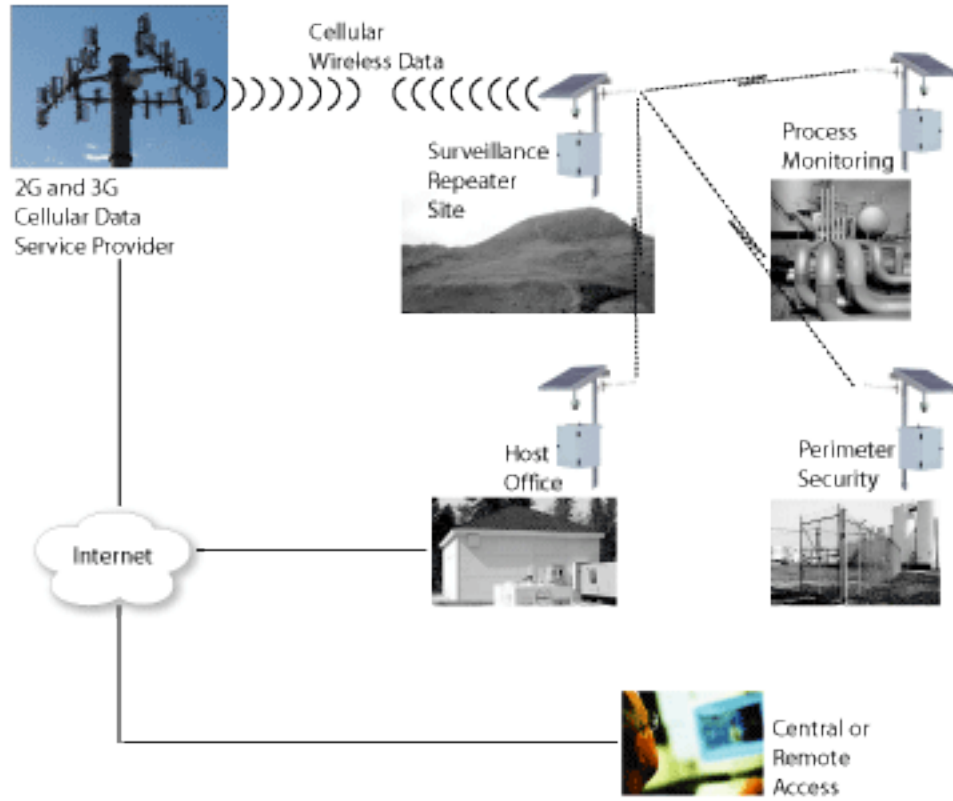 Cellular
Wireless Data
2G and 3G
Cellular Data
Service Provider
Surveillance
Repeater
Site
Process
Monitoring
Host
Office
Perimeter
Security
Internet
Central or
Remote
Access